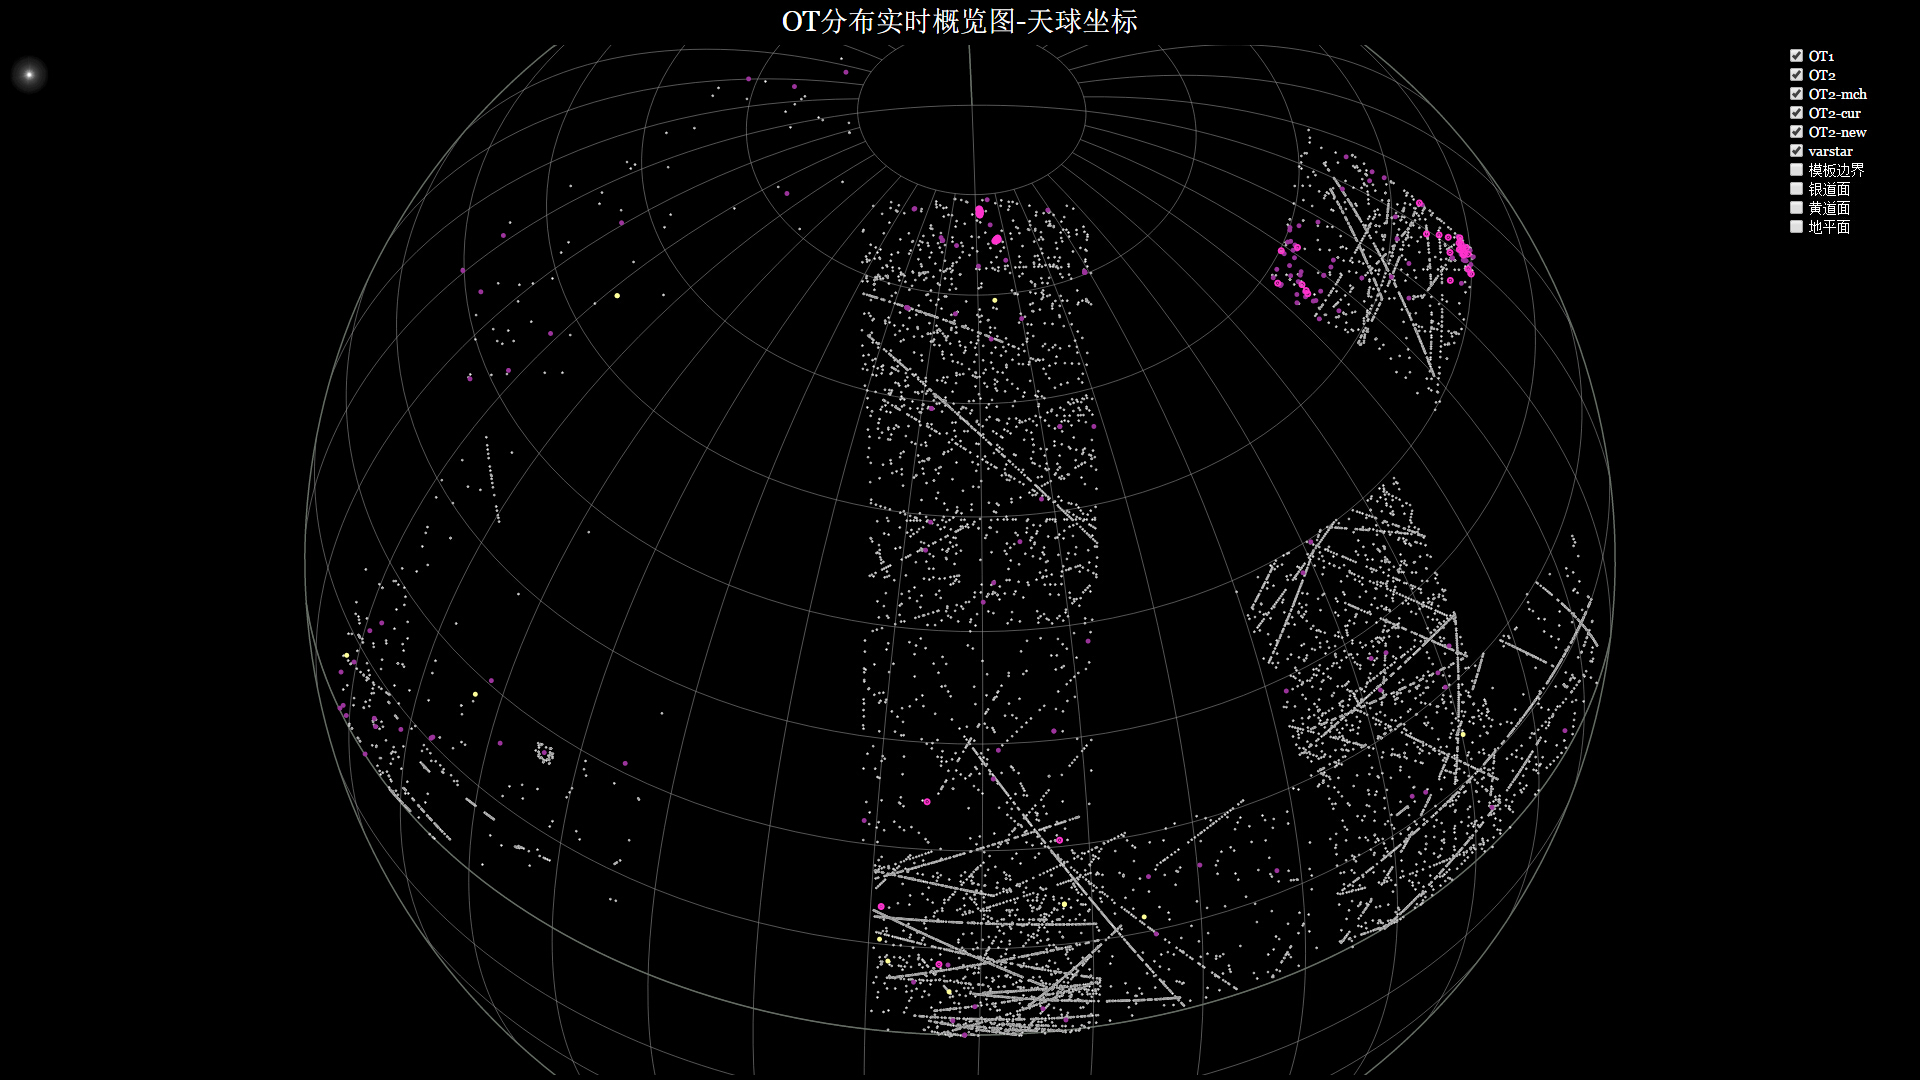 OT分布实时概览图-天球坐标
OT1
OT2
OT2-mch
OT2-cur
OT2-new
varstar
模板边界
银道面
黄道面
地平面